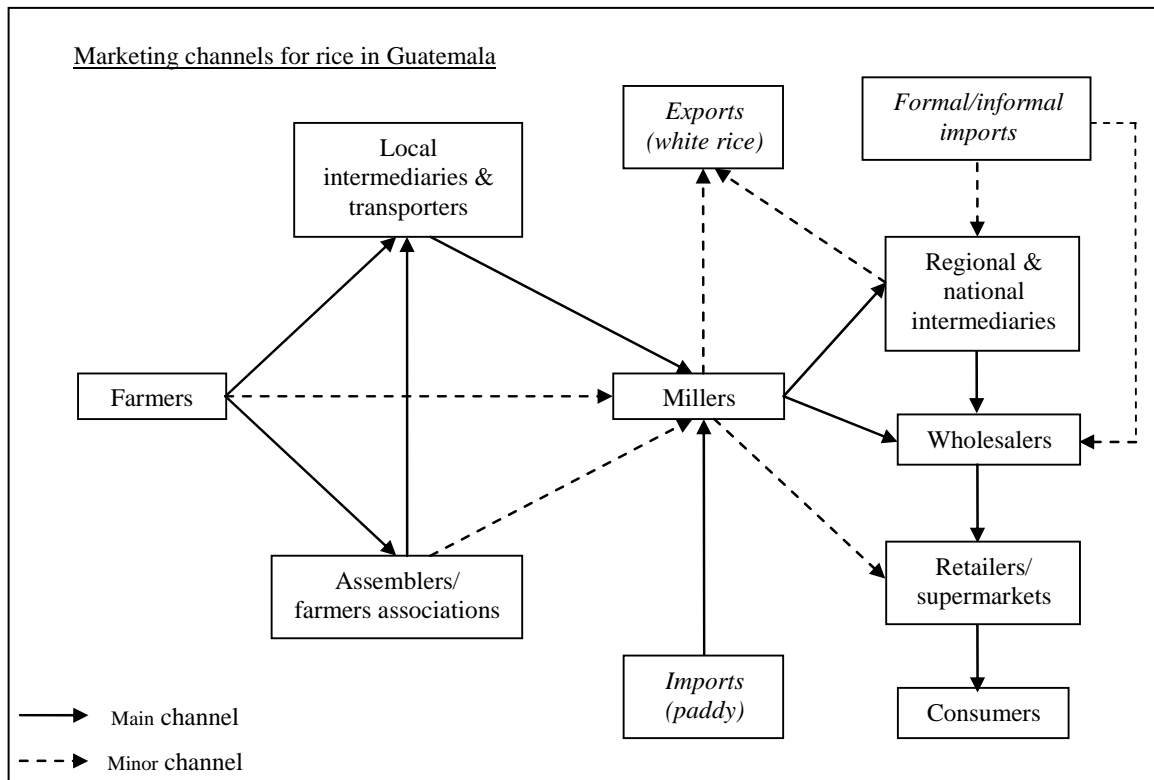 Marketing channels for rice in Guatemala
Exports
(white rice)
Formal/informal
imports
Local
intermediaries &
transporters
Regional &
national
intermediaries
Farmers
Millers
Wholesalers
Assemblers/
farmers associations
Retailers/
supermarkets
Imports
(paddy)
Consumers
Main channel
Minor channel